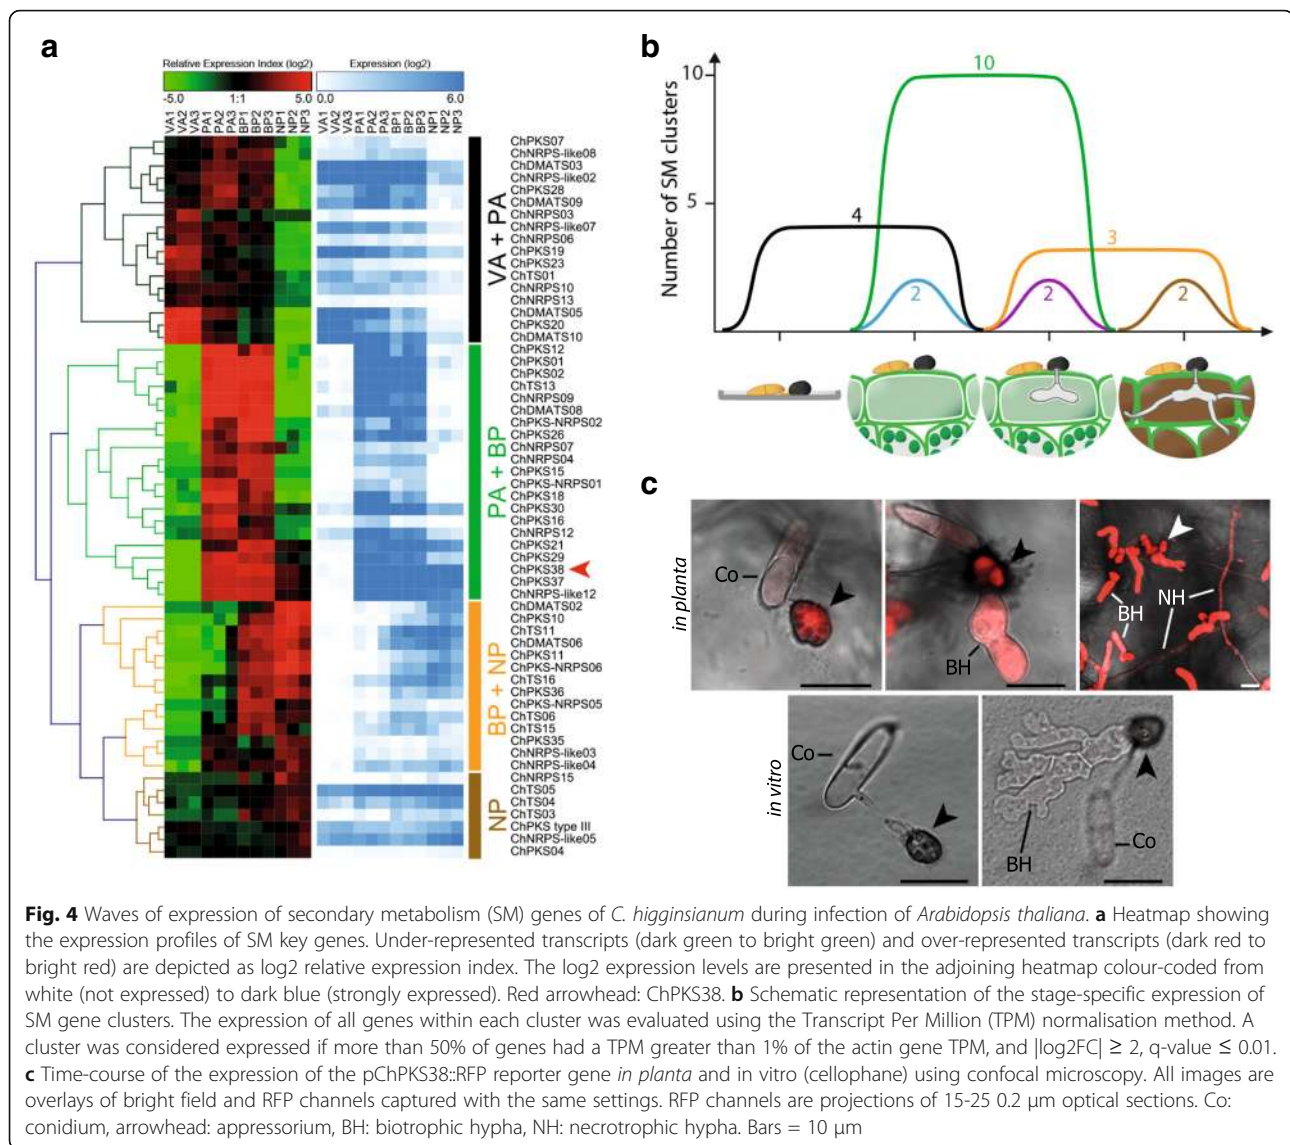 a
Relative Expression Index (log2)
-5.0 1:1 5.0
Expression (log2)
0.0 6.0
VA1 VA2 VA3 PA1 PA2 PA3 BP1 BP2 BP3 NP1 NP2 NP3
VA1 VA2 VA3 PA1 PA2 PA3 BP1 BP2 BP3 NP1 NP2 NP3
ChPKS07
ChNRPS-like08
ChDMATS03
ChNRPS-like02
ChPKS28
ChDMATS09
ChNRPS03
ChNRPS-like07
ChNRPS06
ChPKS19
ChPKS23
ChTS01
ChNRPS10
ChNRPS13
ChDMATS05
ChPKS20
ChDMATS10
ChPKS12
ChPKS01
ChPKS02
ChTS13
ChNRPS09
ChDMATS08
ChPKS-NRPS02
ChPKS26
ChNRPS07
ChNRPS04
ChPKS15
ChPKS-NRPS01
ChPKS18
ChPKS30
ChPKS16
ChNRPS12
ChPKS21
ChPKS29
ChPKS38
ChPKS37
ChNRPS-like12
ChDMATS02
ChPKS10
ChTS11
ChDMATS06
ChPKS11
ChPKS-NRPS06
ChTS16
ChPKS36
ChPKS-NRPS05
ChTS06
ChTS15
ChPKS35
ChNRPS-like03
ChNRPS-like04
ChNRPS15
ChTS05
ChTS04
ChTS03
ChPKS type III
ChNRPS-like05
ChPKS04
VA + PA
PA + BP
BP + NP
NP
b
Number of SM clusters
10
5
10
4
3
2
2
2
c
in planta
Co
BH
BH
NH
in vitro
Co
BH
Co
Fig. 4 Waves of expression of secondary metabolism (SM) genes of C. higginsianum during infection of Arabidopsis thaliana. a Heatmap showing
the expression profiles of SM key genes. Under-represented transcripts (dark green to bright green) and over-represented transcripts (dark red to
bright red) are depicted as log2 relative expression index. The log2 expression levels are presented in the adjoining heatmap colour-coded from
white (not expressed) to dark blue (strongly expressed). Red arrowhead: ChPKS38. b Schematic representation of the stage-specific expression of
SM gene clusters. The expression of all genes within each cluster was evaluated using the Transcript Per Million (TPM) normalisation method. A
cluster was considered expressed if more than 50% of genes had a TPM greater than 1% of the actin gene TPM, and |log2FC| ≥ 2, q-value ≤ 0.01.
c Time-course of the expression of the pChPKS38::RFP reporter gene in planta and in vitro (cellophane) using confocal microscopy. All images are
overlays of bright field and RFP channels captured with the same settings. RFP channels are projections of 15-25 0.2 μm optical sections. Co:
conidium, arrowhead: appressorium, BH: biotrophic hypha, NH: necrotrophic hypha. Bars = 10 μm